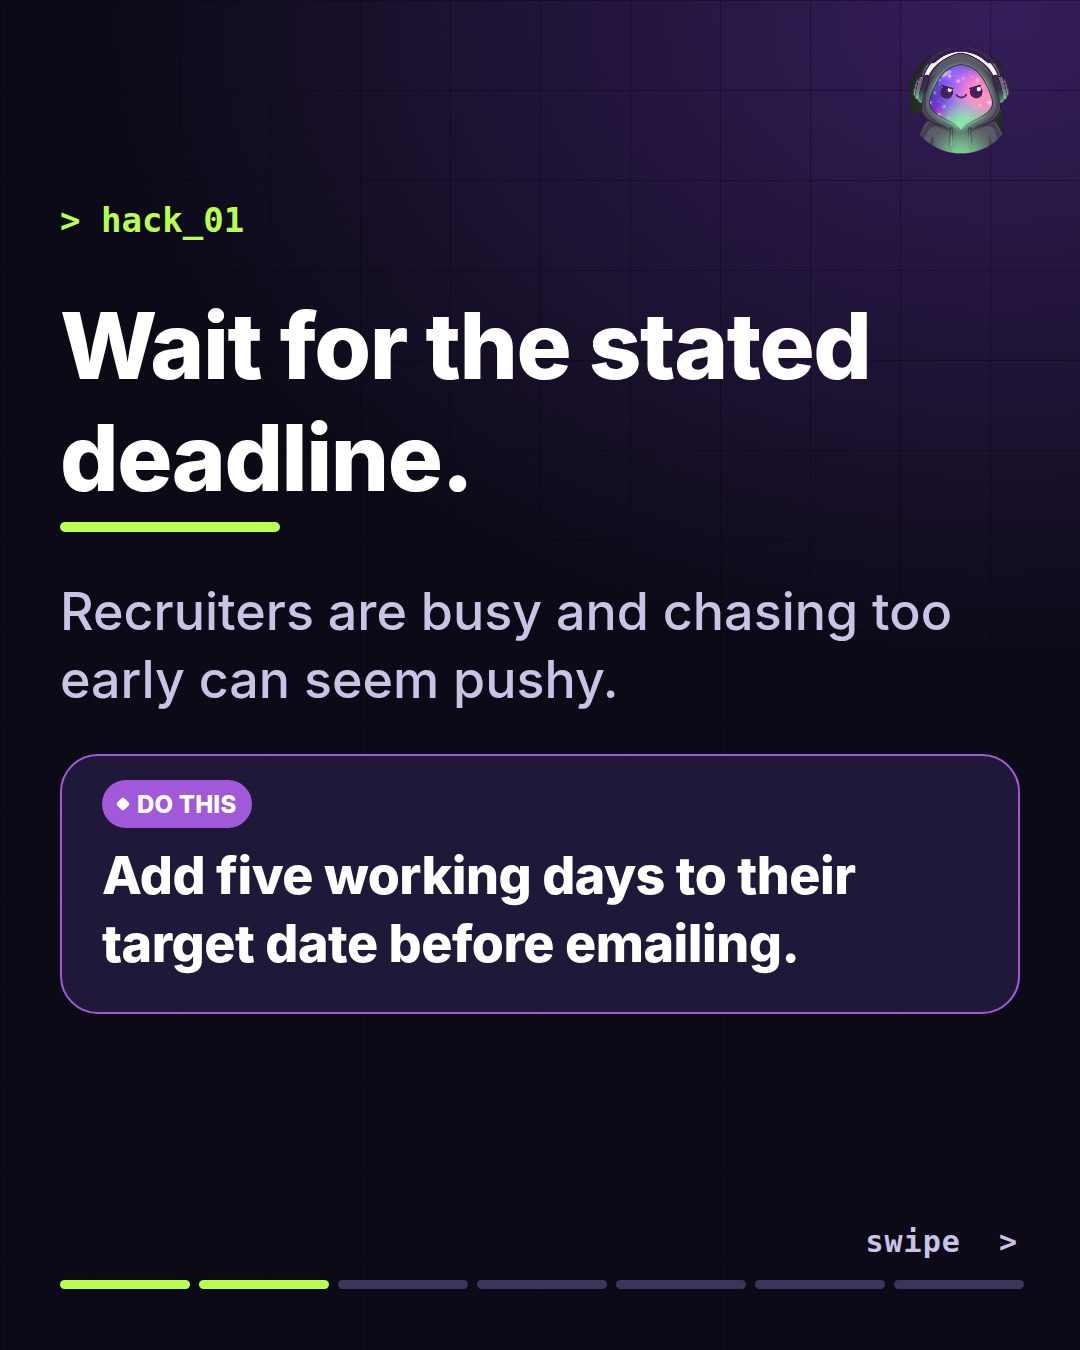 > hack_01
Wait for the stated
deadline.
Recruiters are busy and chasing too
early can seem pushy.
DO THIS
Add five working days to their
target date before emailing.
swipe >